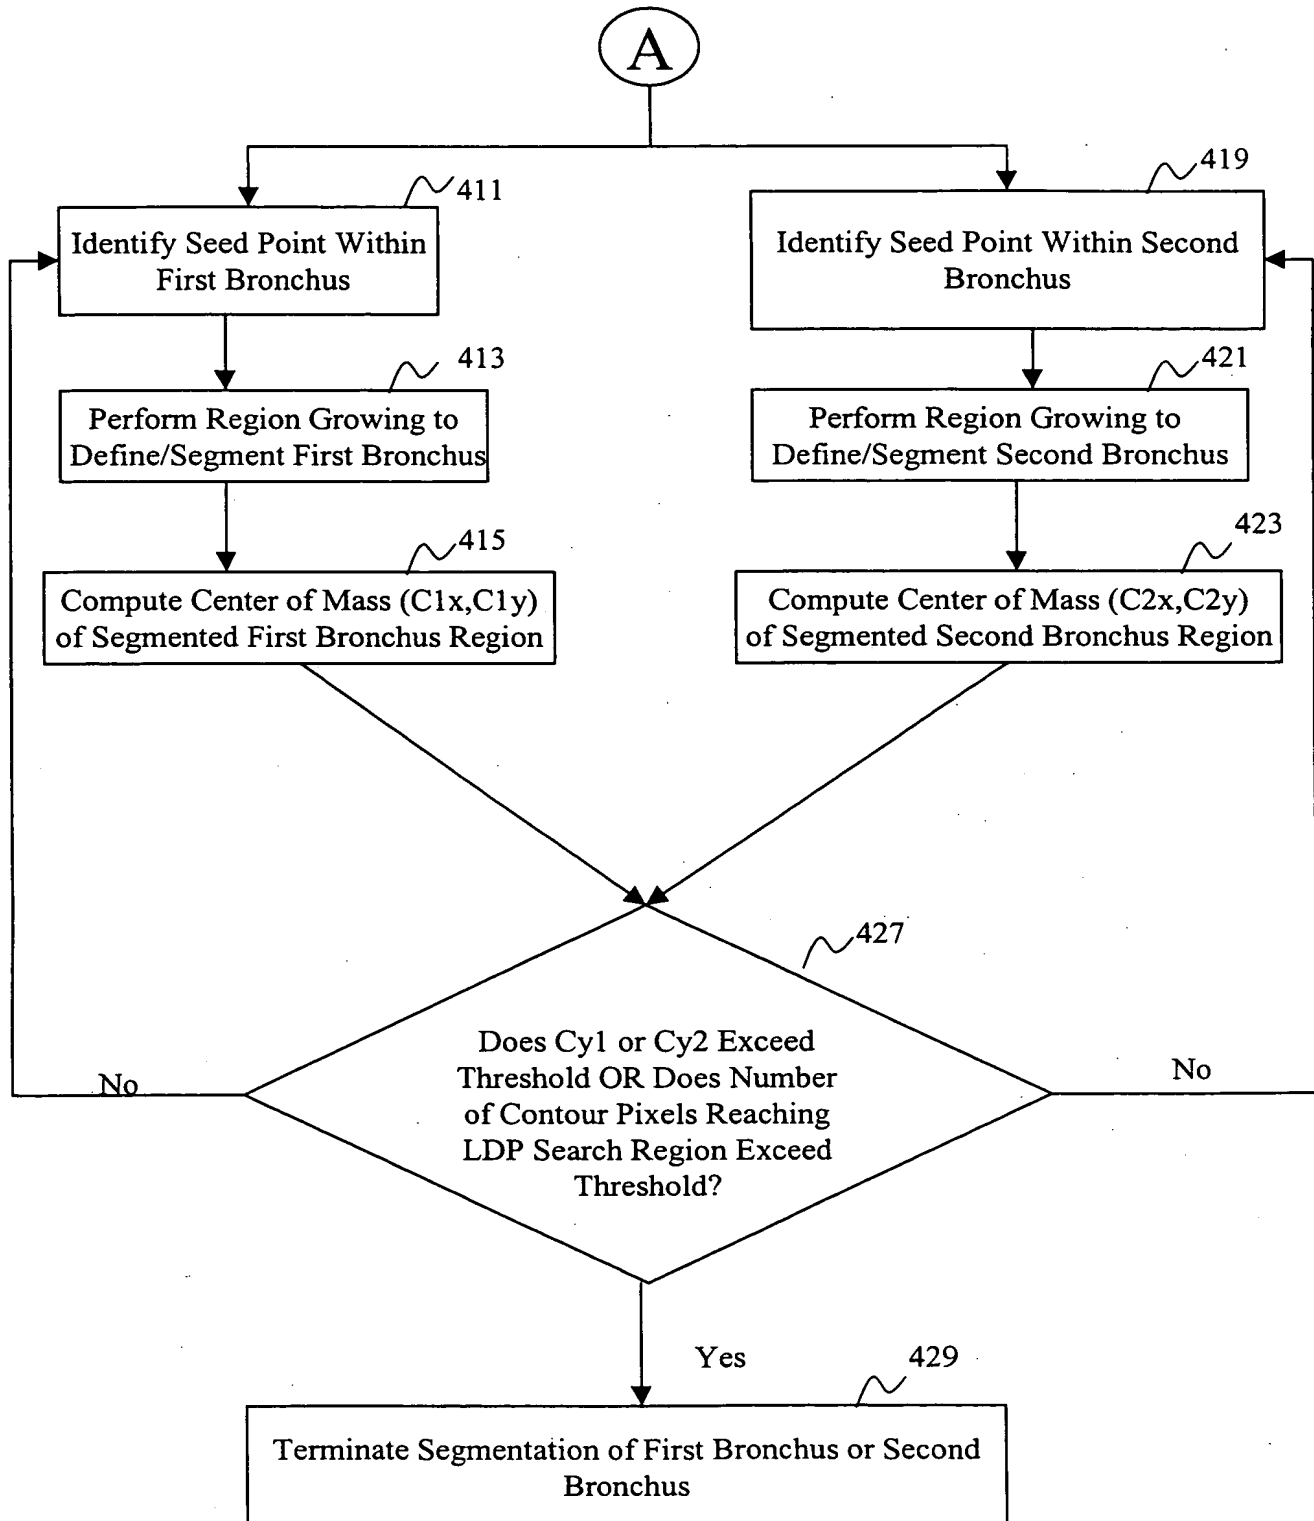 A
411
Identify Seed Point Within
First Bronchus
419
Identify Seed Point Within Second
Bronchus
413
Perform Region Growing to
Define/Segment First Bronchus
421
Perform Region Growing to
Define/Segment Second Bronchus
415
Compute Center of Mass (C1x,C1y)
of Segmented First Bronchus Region
423
Compute Center of Mass (C2x,C2y)
of Segmented Second Bronchus Region
427
Does Cy1 or Cy2 Exceed
Threshold OR Does Number
of Contour Pixels Reaching
LDP Search Region Exceed
Threshold?
No
No
Yes
429
Terminate Segmentation of First Bronchus or Second
Bronchus